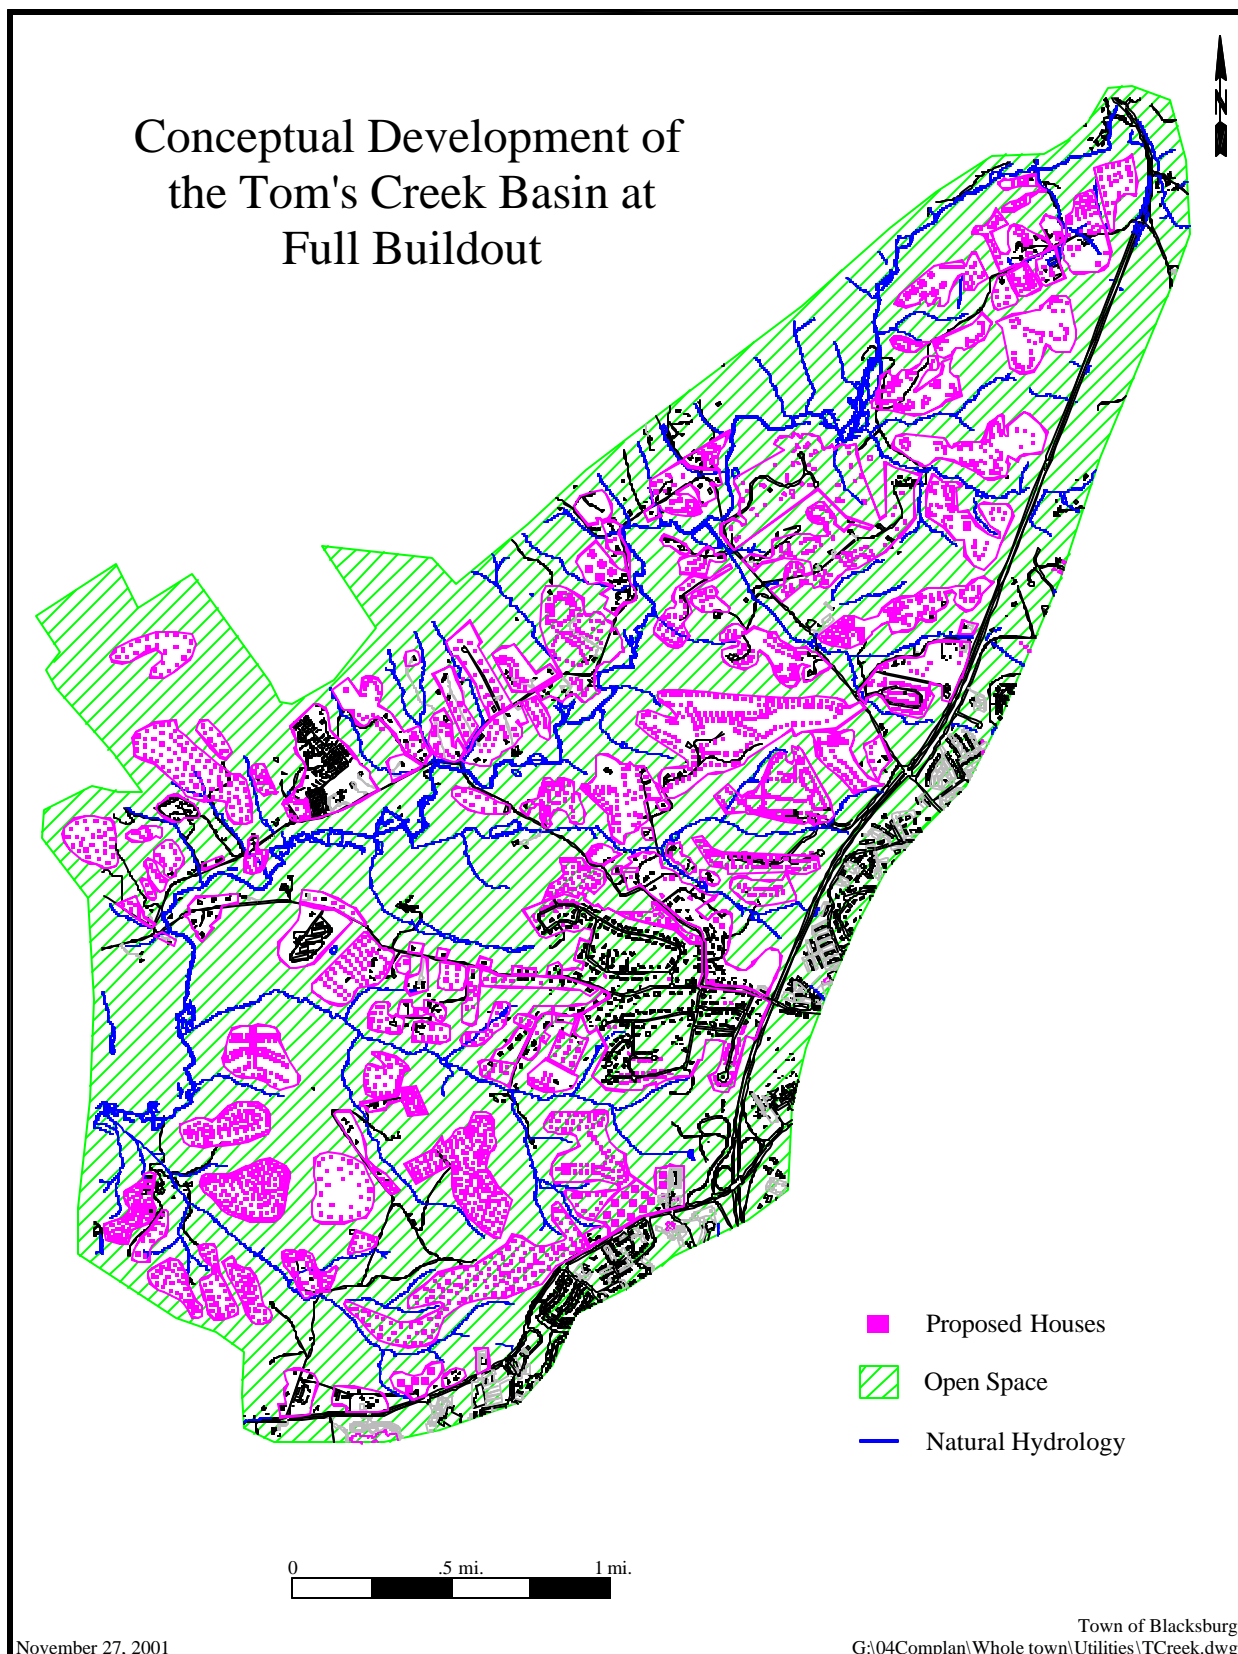 Conceptual Development of
the Tom's Creek Basin at
Full Buildout
N
Proposed Houses
Open Space
Natural Hydrology
0 .5 mi. 1 mi.
Town of Blacksburg
November 27, 2001 G:\04Complan\Whole town\Utilities\TCreek.dwg